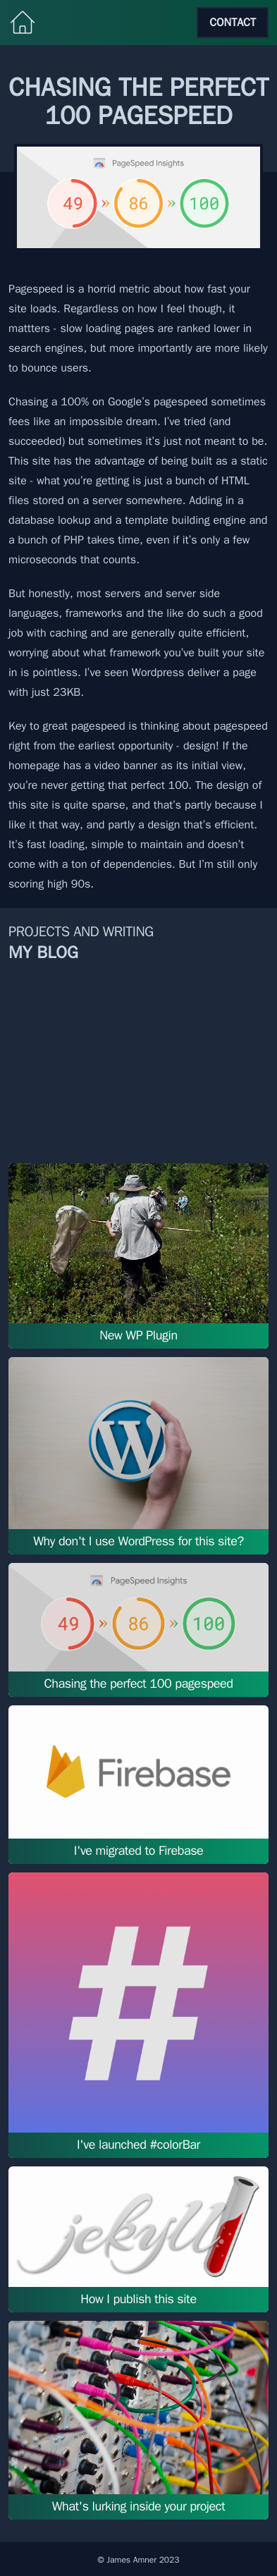 CONTACT
CHASING THE PERFECT
100 PAGESPEED
PageSpeed Insights
49 » 86 » 100
Pagespeed is a horrid metric about how fast your
site loads. Regardless on how I feel though, it
mattters - slow loading pages are ranked lower in
search engines, but more importantly are more likely
to bounce users.
Chasing a 100% on Google's pagespeed sometimes
fees like an impossible dream. I've tried (and
succeeded) but sometimes it's just not meant to be.
This site has the advantage of being built as a static
site - what you're getting is just a bunch of HTML
files stored on a server somewhere. Adding in a
database lookup and a template building engine and
a bunch of PHP takes time, even if it's only a few
microseconds that counts.
But honestly, most servers and server side
languages, frameworks and the like do such a good
job with caching and are generally quite efficient,
worrying about what framework you've built your site
in is pointless. I've seen Wordpress deliver a page
with just 23KB.
Key to great pagespeed is thinking about pagespeed
right from the earliest opportunity - design! If the
homepage has a video banner as its initial view,
you're never getting that perfect 100. The design of
this site is quite sparse, and that's partly because I
like it that way, and partly a design that's efficient.
It's fast loading, simple to maintain and doesn't
come with a ton of dependencies. But I'm still only
scoring high 90s.
PROJECTS AND WRITING
MY BLOG
New WP Plugin
Why don't I use WordPress for this site?
PageSpeed Insights
49 » 86 » 100
Chasing the perfect 100 pagespeed
Firebase
I've migrated to Firebase
#
I've launched #colorBar
jekyll
How I publish this site
What's lurking inside your project
© James Amner 2023